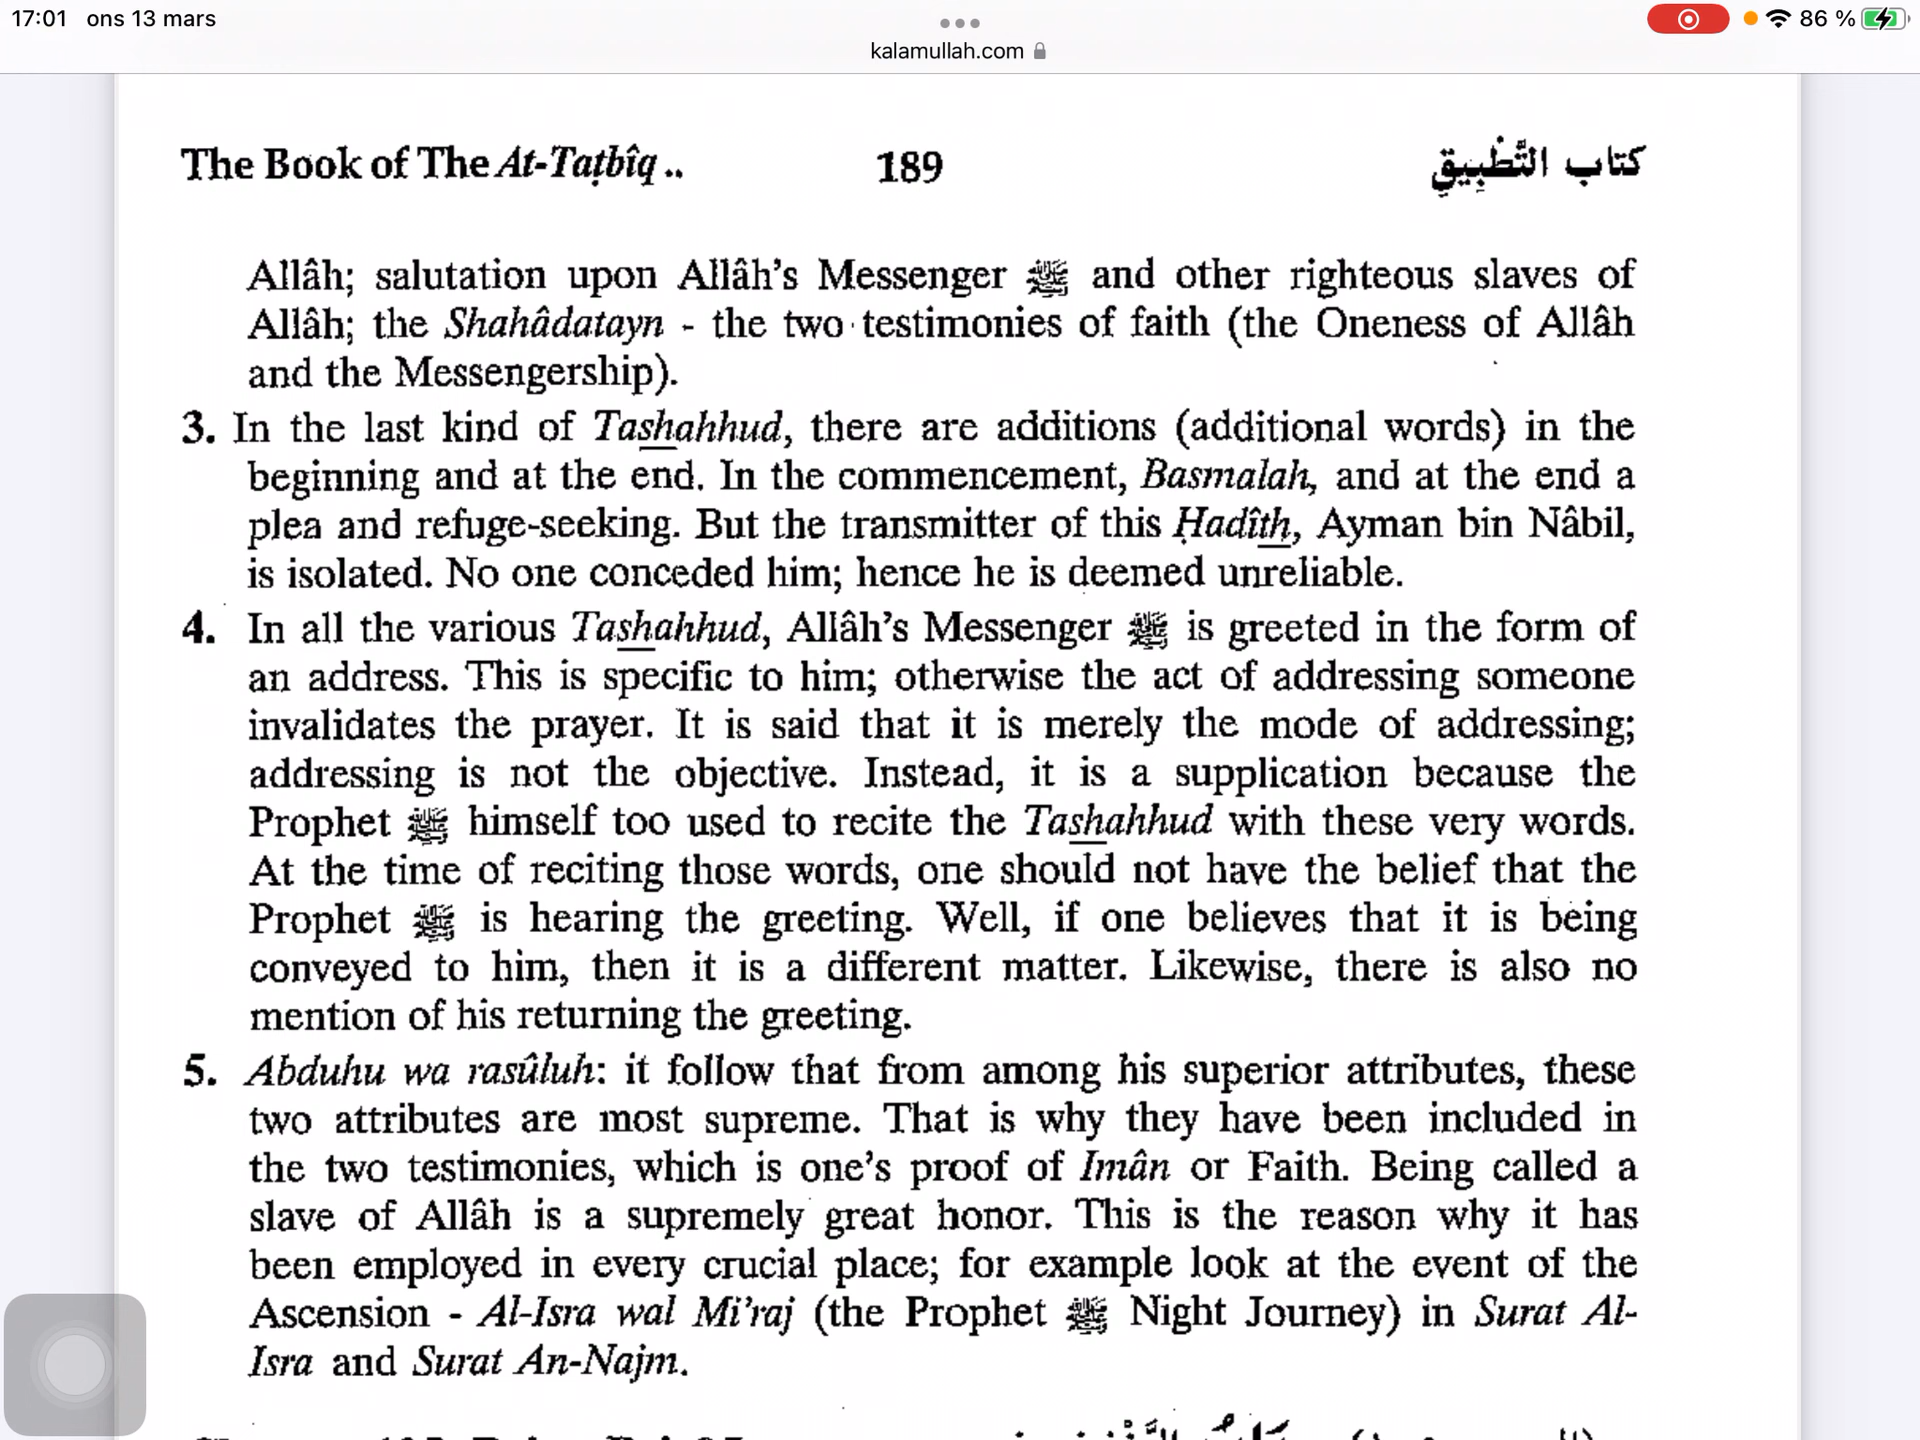 17:01 ons 13 mars
86 %
kalamullah.com
The Book of The At-Taṭbîq ..
189
كتاب التَّطْبِيقِ
Allâh; salutation upon Allâh's Messenger ﷺ and other righteous slaves of
Allâh; the Shahâdatayn - the two testimonies of faith (the Oneness of Allâh
and the Messengership).
3. In the last kind of Tashahhud, there are additions (additional words) in the
beginning and at the end. In the commencement, Basmalah, and at the end a
plea and refuge-seeking. But the transmitter of this Ḥadîth, Ayman bin Nâbil,
is isolated. No one conceded him; hence he is deemed unreliable.
4. In all the various Tashahhud, Allâh's Messenger ﷺ is greeted in the form of
an address. This is specific to him; otherwise the act of addressing someone
invalidates the prayer. It is said that it is merely the mode of addressing;
addressing is not the objective. Instead, it is a supplication because the
Prophet ﷺ himself too used to recite the Tashahhud with these very words.
At the time of reciting those words, one should not have the belief that the
Prophet ﷺ is hearing the greeting. Well, if one believes that it is being
conveyed to him, then it is a different matter. Likewise, there is also no
mention of his returning the greeting.
5. Abduhu wa rasûluh: it follow that from among his superior attributes, these
two attributes are most supreme. That is why they have been included in
the two testimonies, which is one's proof of Imân or Faith. Being called a
slave of Allâh is a supremely great honor. This is the reason why it has
been employed in every crucial place; for example look at the event of the
Ascension - Al-Isra wal Mi'raj (the Prophet ﷺ Night Journey) in Surat Al-
Isra and Surat An-Najm.